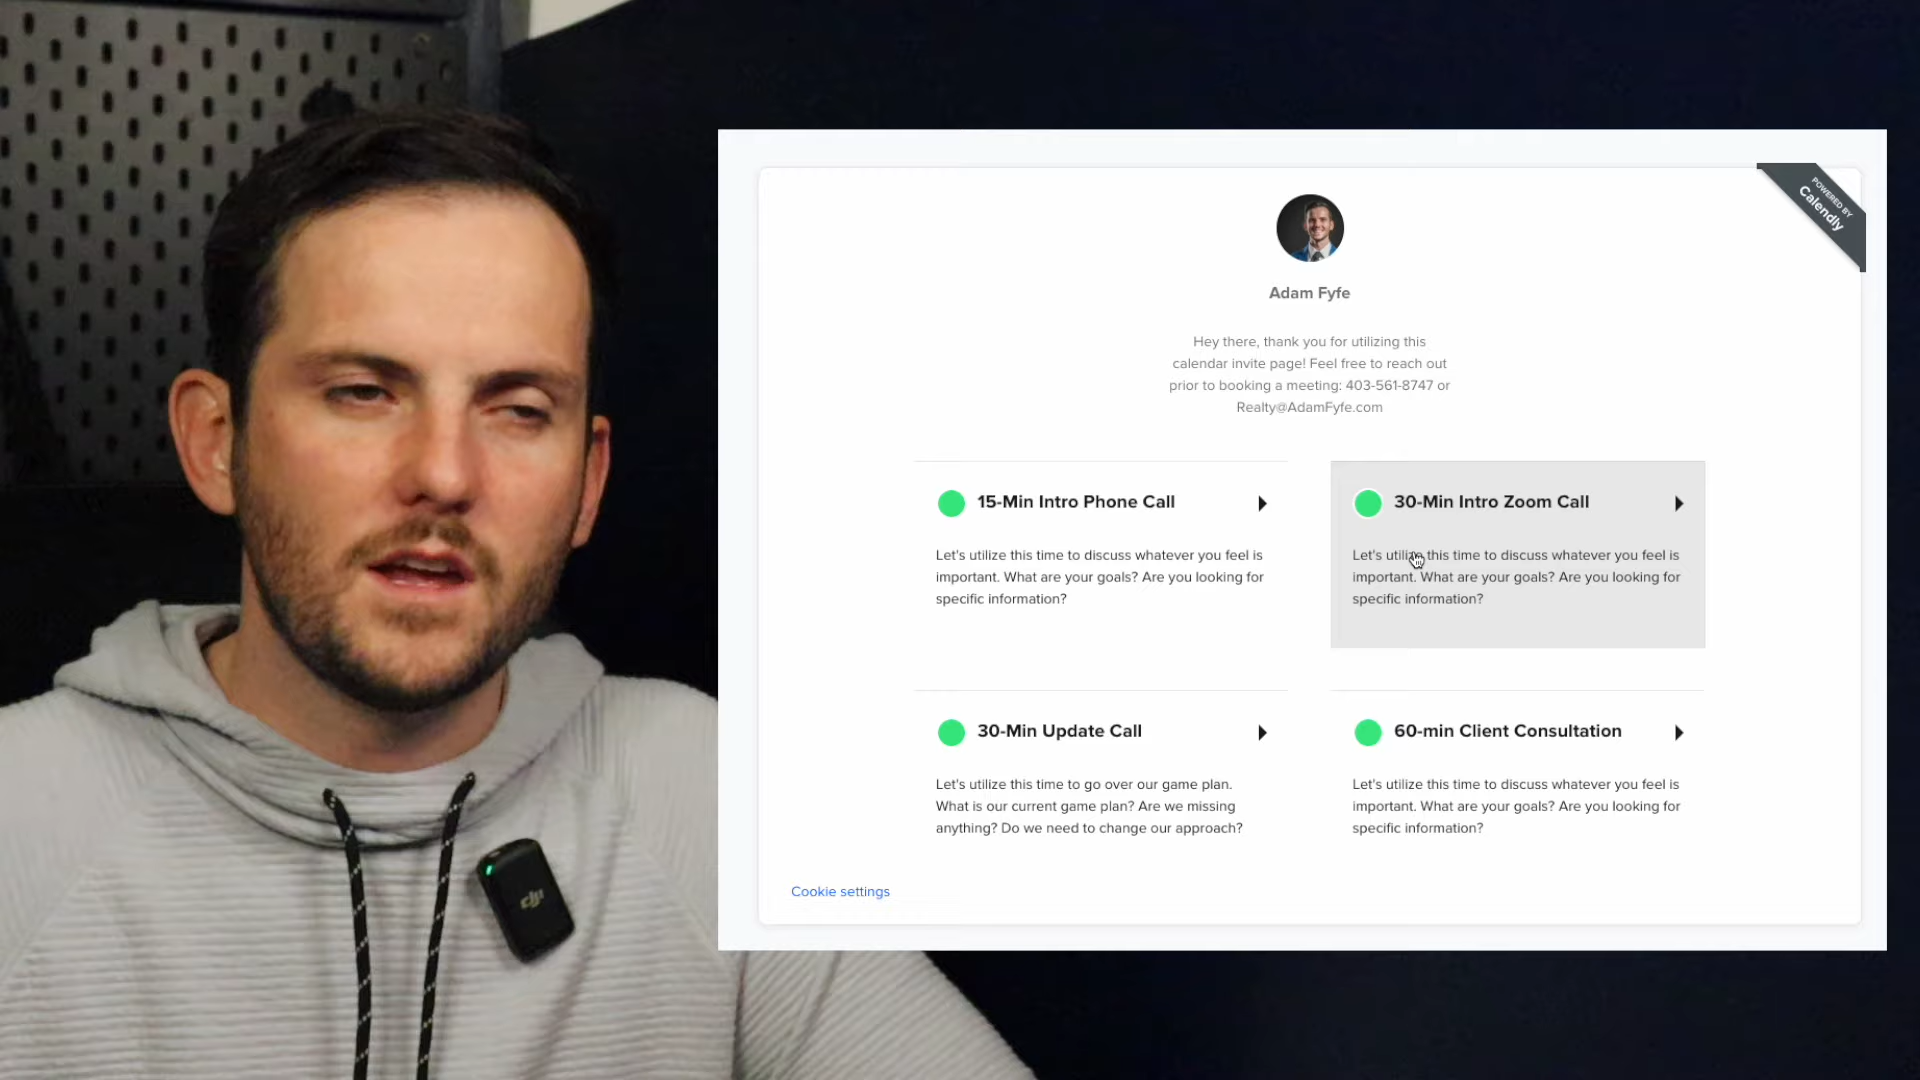 POWERED BY
Calendly
Adam Fyfe
Hey there, thank you for utilizing this
calendar invite page! Feel free to reach out
prior to booking a meeting: 403-561-8747 or
Realty@AdamFyfe.com
15-Min Intro Phone Call
Let's utilize this time to discuss whatever you feel is
important. What are your goals? Are you looking for
specific information?
30-Min Intro Zoom Call
Let's utilize this time to discuss whatever you feel is
important. What are your goals? Are you looking for
specific information?
30-Min Update Call
Let's utilize this time to go over our game plan.
What is our current game plan? Are we missing
anything? Do we need to change our approach?
60-min Client Consultation
Let's utilize this time to discuss whatever you feel is
important. What are your goals? Are you looking for
specific information?
Cookie settings
dji